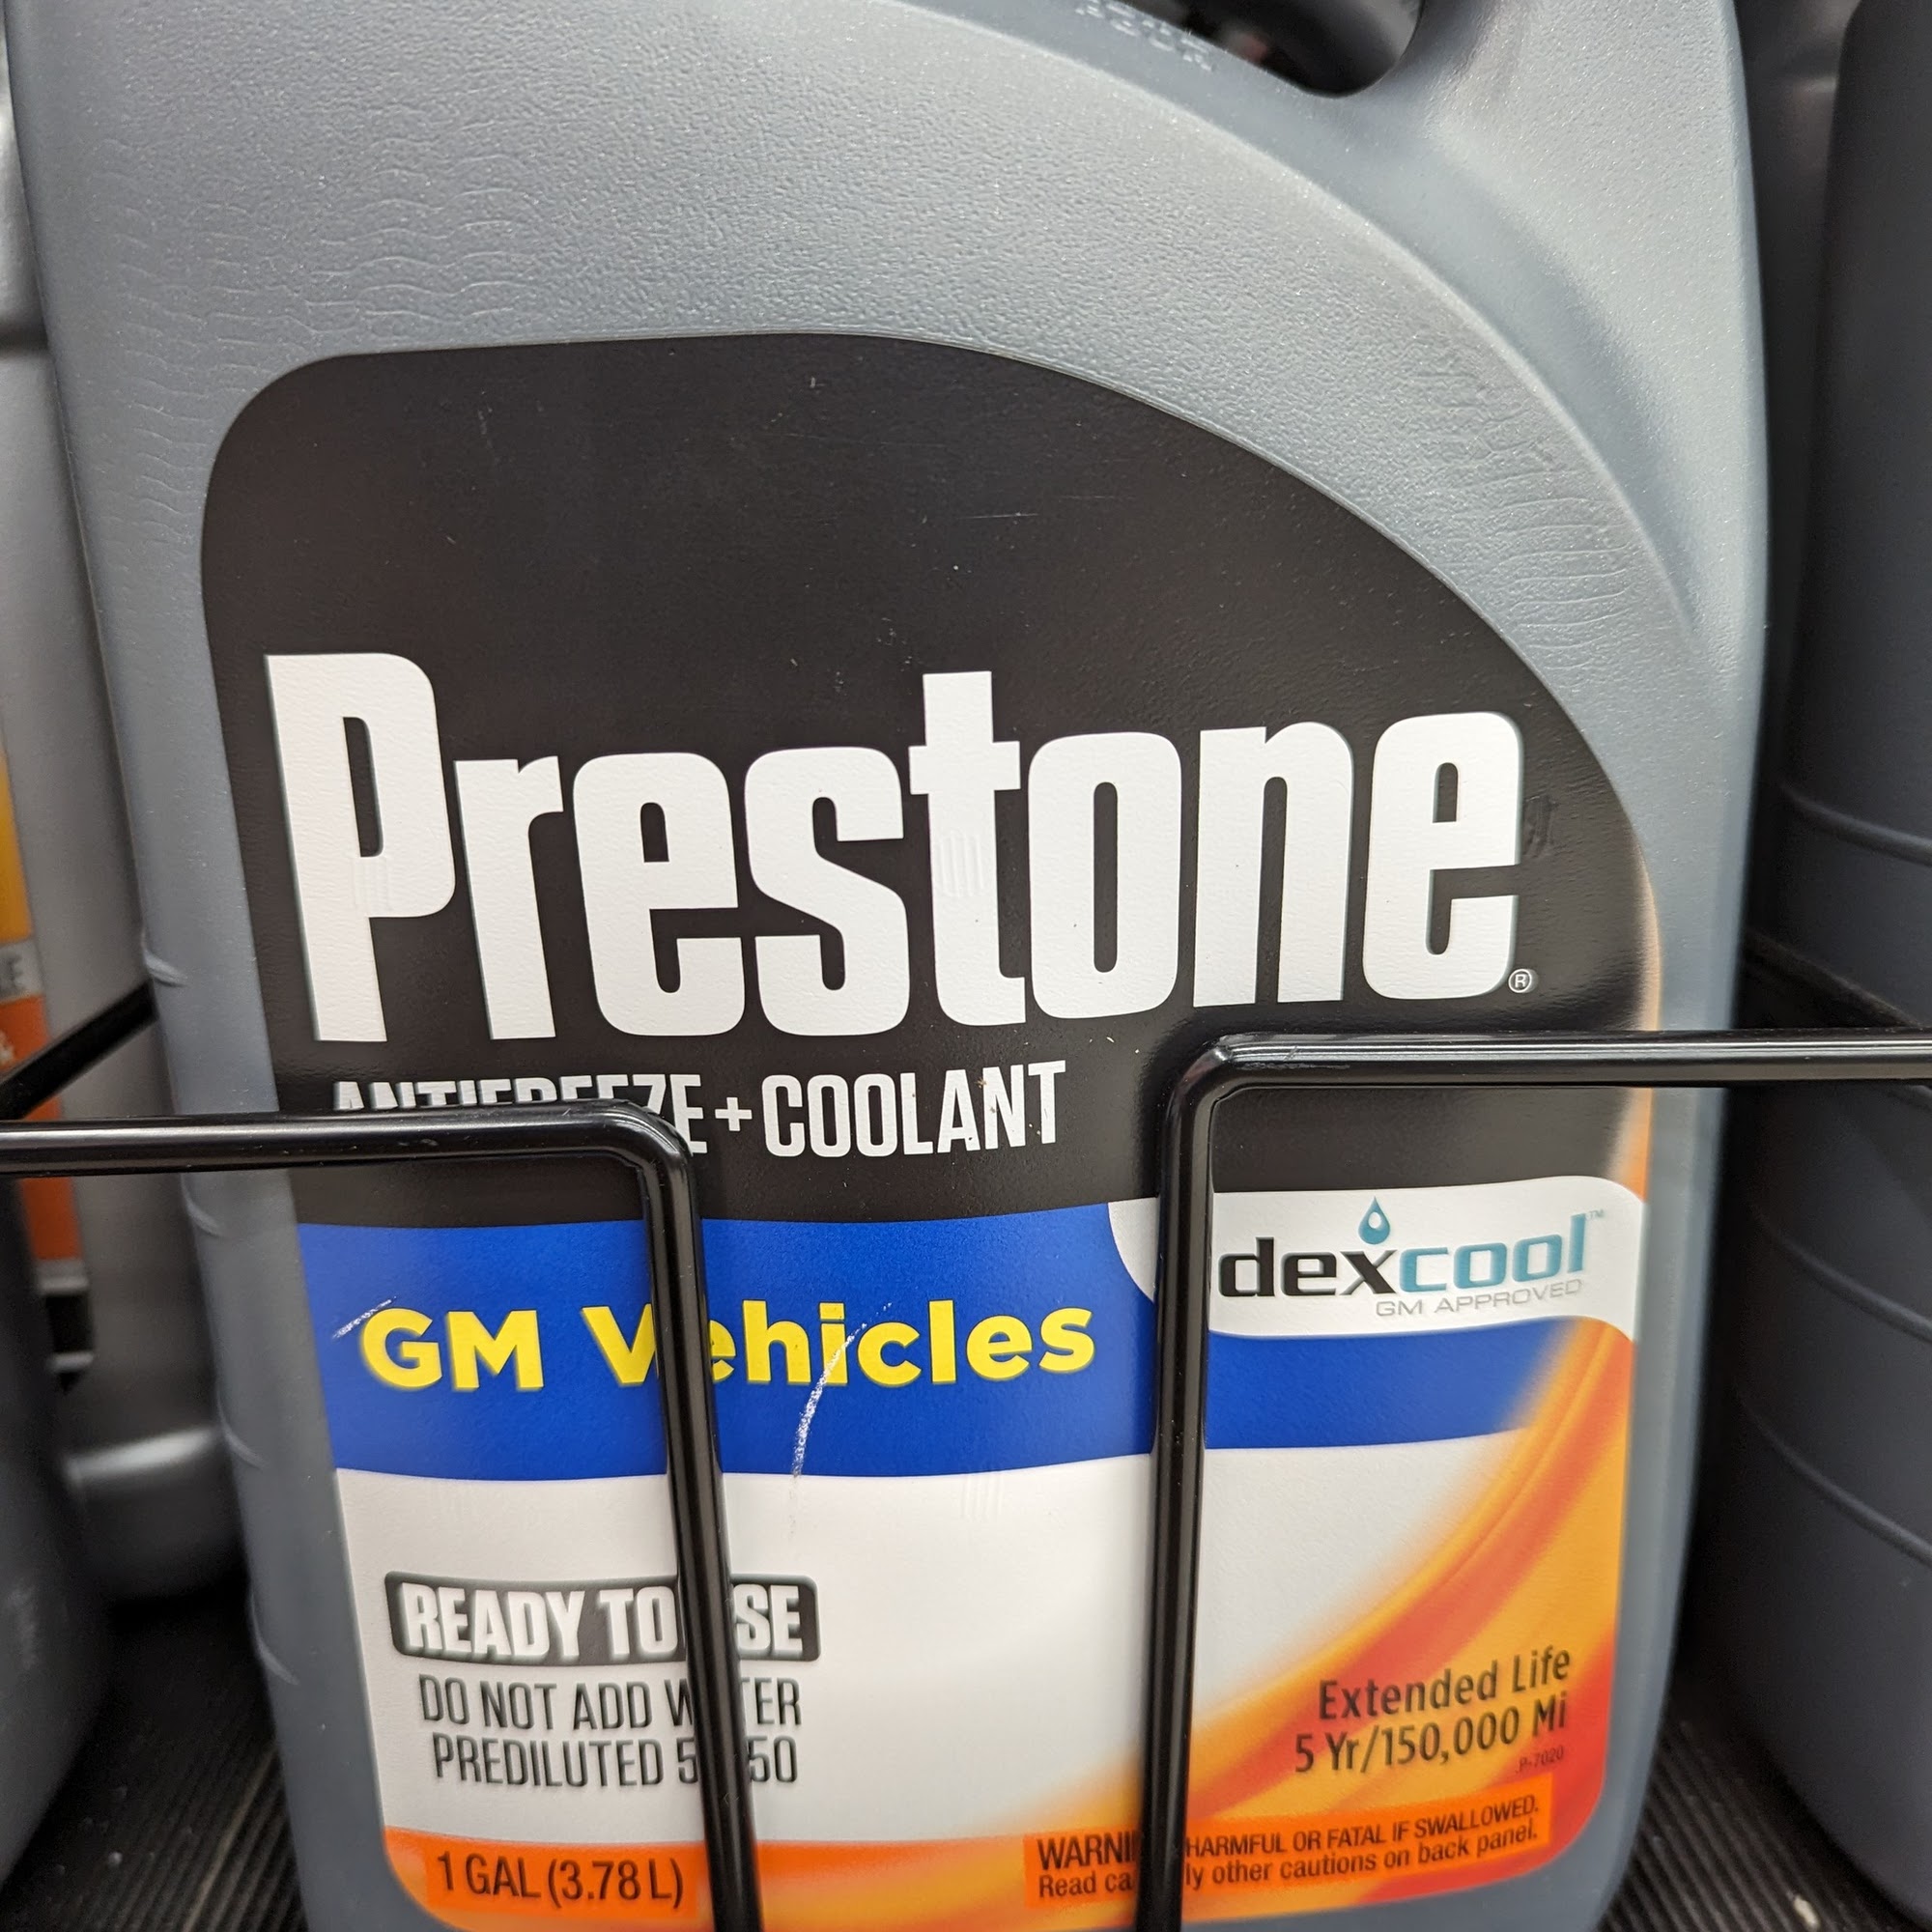 Prestone®
ANTIFREEZE+COOLANT
dexcool™
GM APPROVED
GM Vehicles
READY TO USE
DO NOT ADD WATER
PREDILUTED 50/50
Extended Life
5 Yr/150,000 Mi
P-7020
1 GAL (3.78 L)
WARNING: HARMFUL OR FATAL IF SWALLOWED.
Read carefully other cautions on back panel.